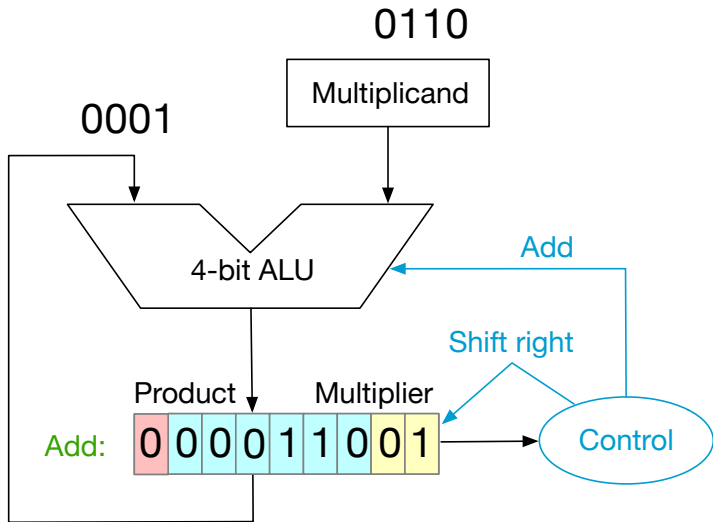 0110
Multiplicand
0001
4-bit ALU
Add
Shift right
Product
Multiplier
Add:
0 0 0 0 1 1 0 0 1
Control